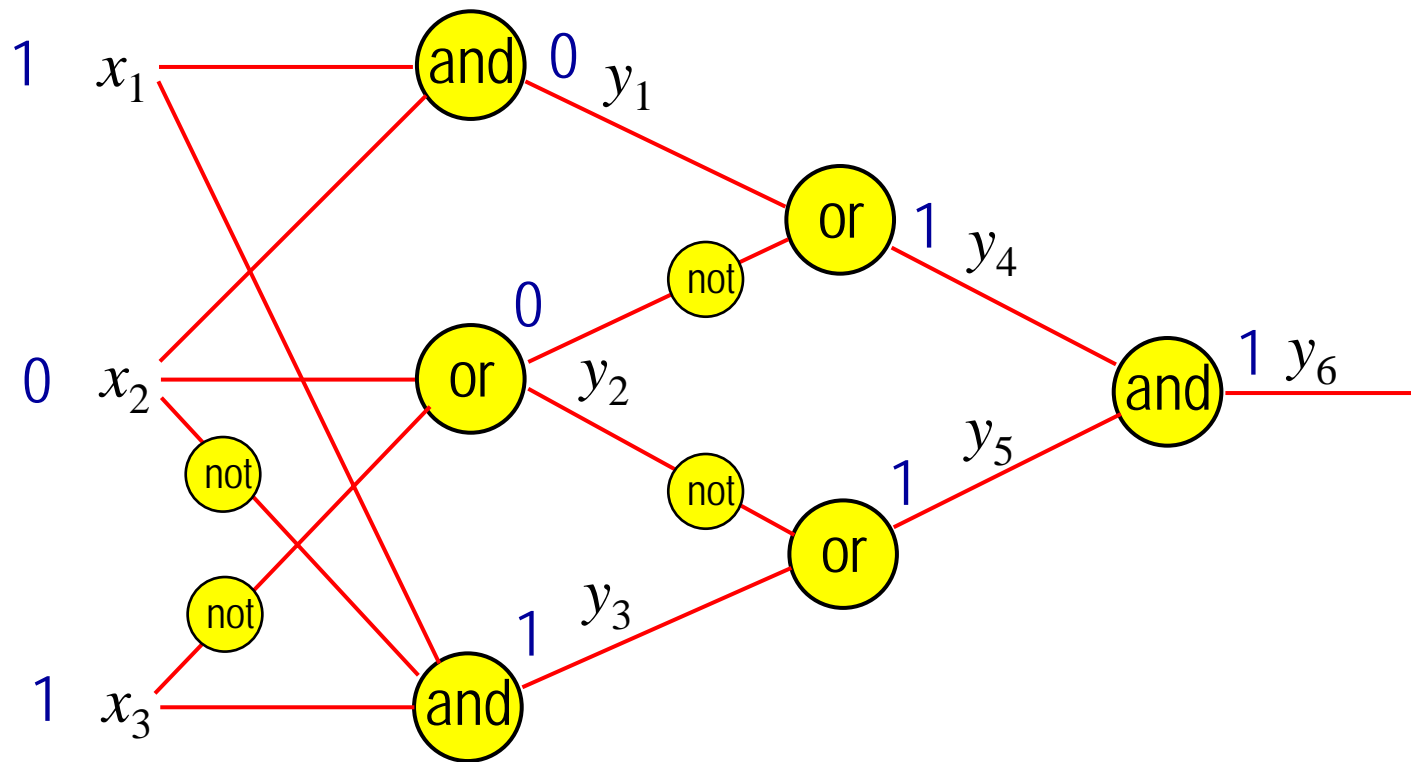 1 x₁ and 0 y₁
or 1 y₄
not
0 x₂ or 0 y₂
and 1 y₆
not
not
y₅
1
or
not
y₃
1 x₃ and 1